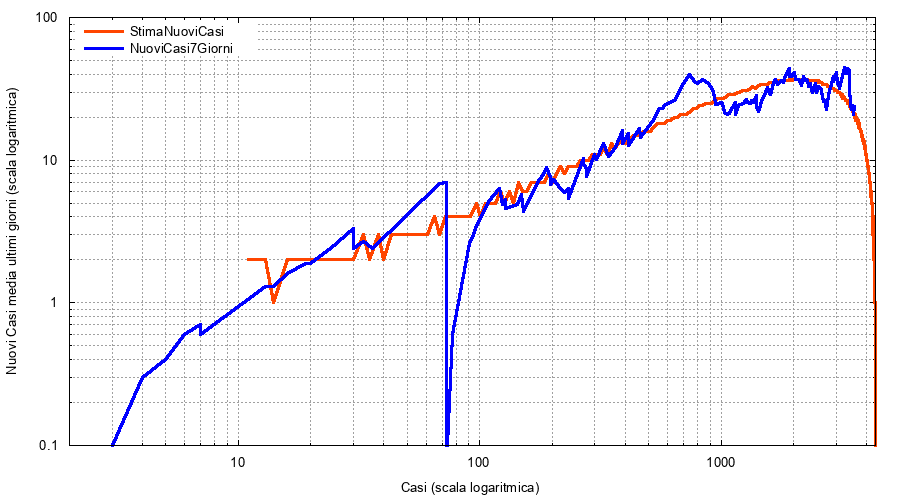 100
StimaNuoviCasi
NuoviCasi7Giorni
10
1
0.1
Nuovi Casi media ultimi giorni (scala logaritmica)
10
100
1000
Casi (scala logaritmica)